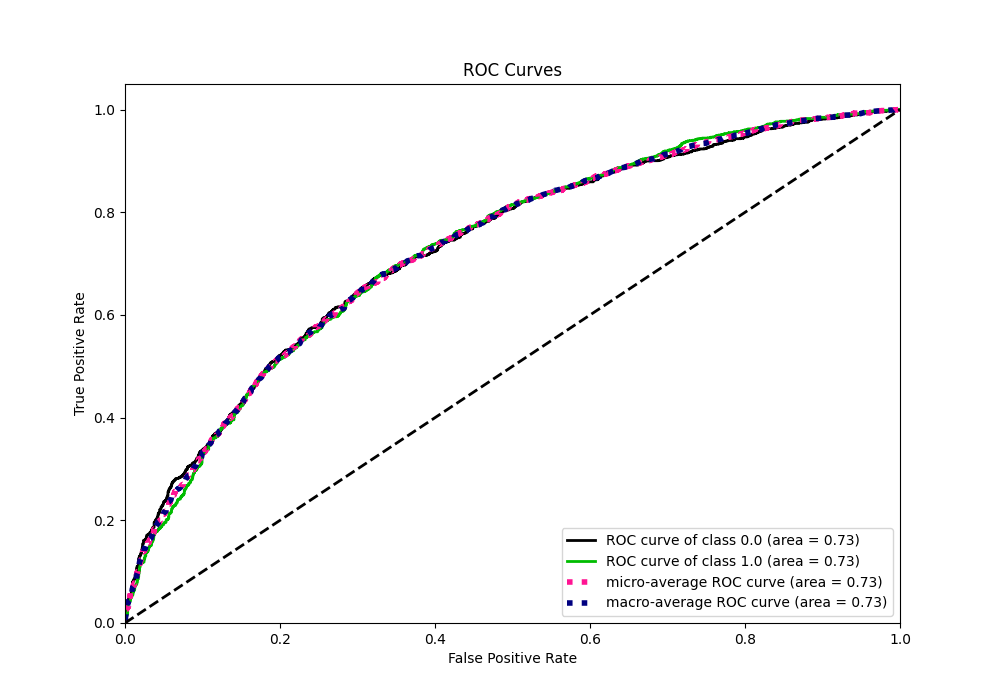 ROC Curves
True Positive Rate
1.0
0.8
0.6
0.4
0.2
0.0
ROC curve of class 0.0 (area = 0.73)
ROC curve of class 1.0 (area = 0.73)
micro-average ROC curve (area = 0.73)
macro-average ROC curve (area = 0.73)
0.0 0.2 0.4 0.6 0.8 1.0
False Positive Rate